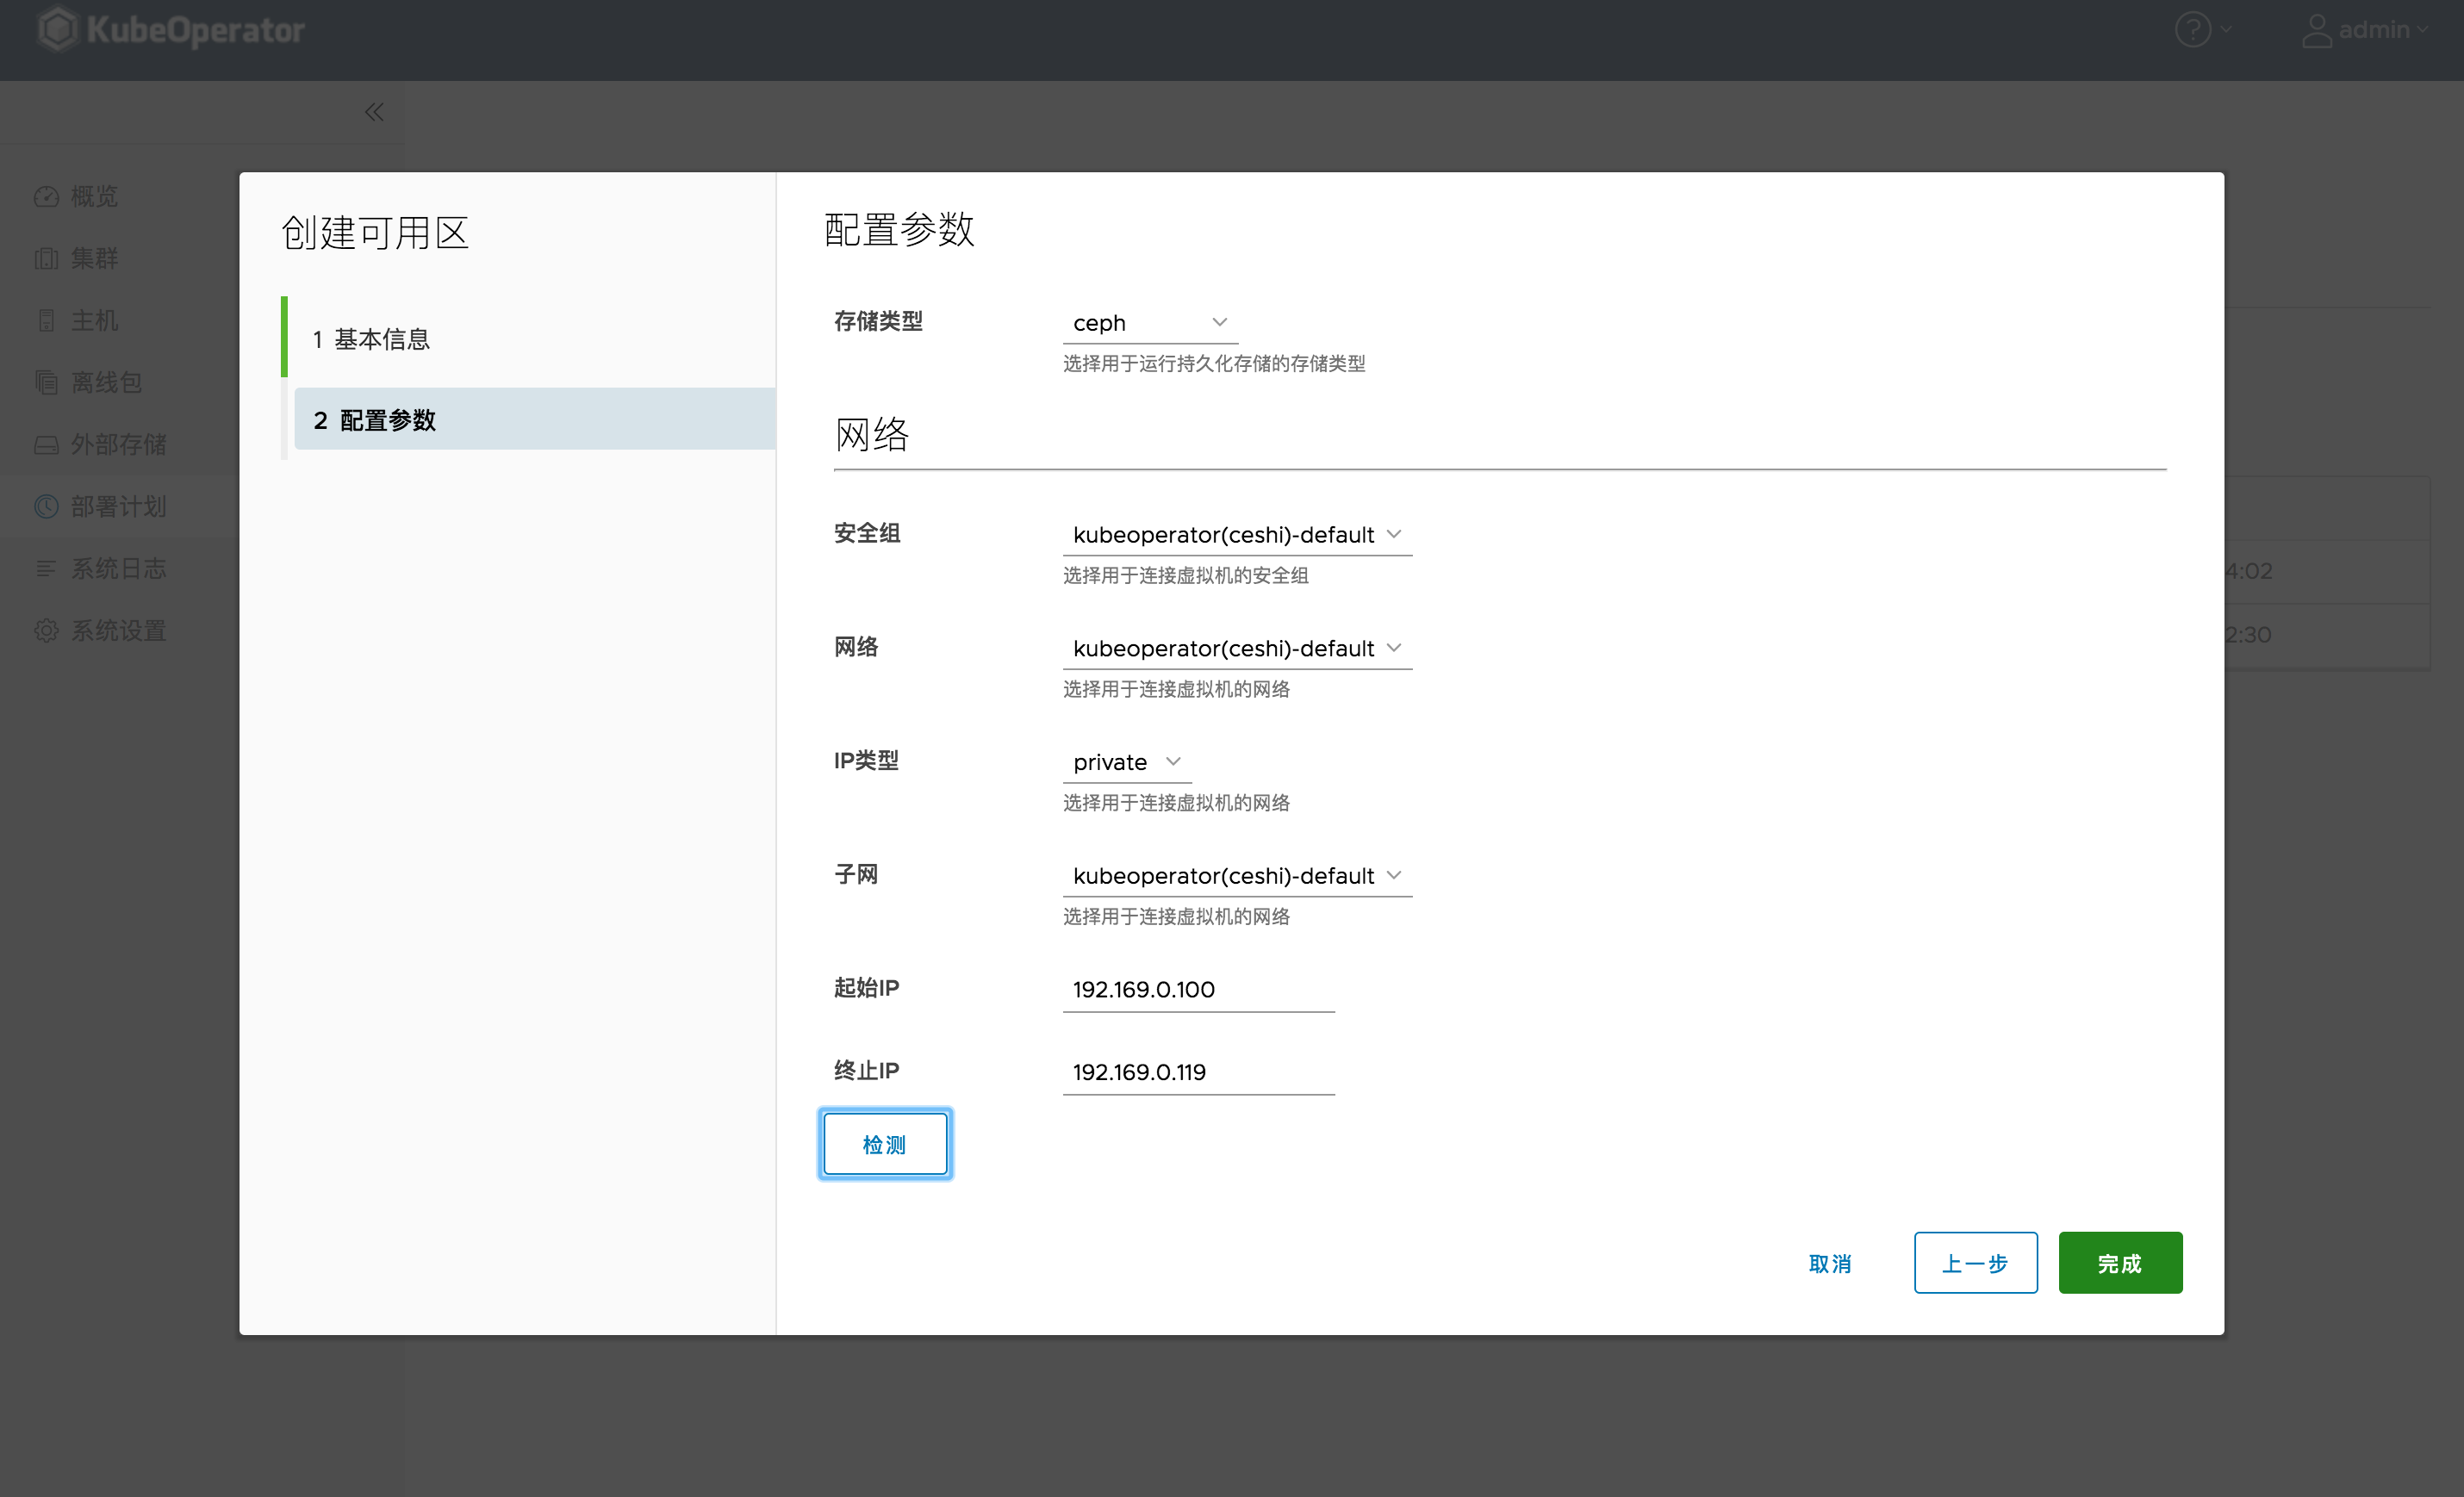 KubeOperator
?
admin
概览
集群
主机
离线包
外部存储
部署计划
系统日志
系统设置
创建可用区
1 基本信息
2 配置参数
配置参数
存储类型
ceph
选择用于运行持久化存储的存储类型
网络
安全组
kubeoperator(ceshi)-default
选择用于连接虚拟机的安全组
网络
kubeoperator(ceshi)-default
选择用于连接虚拟机的网络
IP类型
private
选择用于连接虚拟机的网络
子网
kubeoperator(ceshi)-default
选择用于连接虚拟机的网络
起始IP
192.169.0.100
终止IP
192.169.0.119
检测
取消
上一步
完成
4:02
2:30